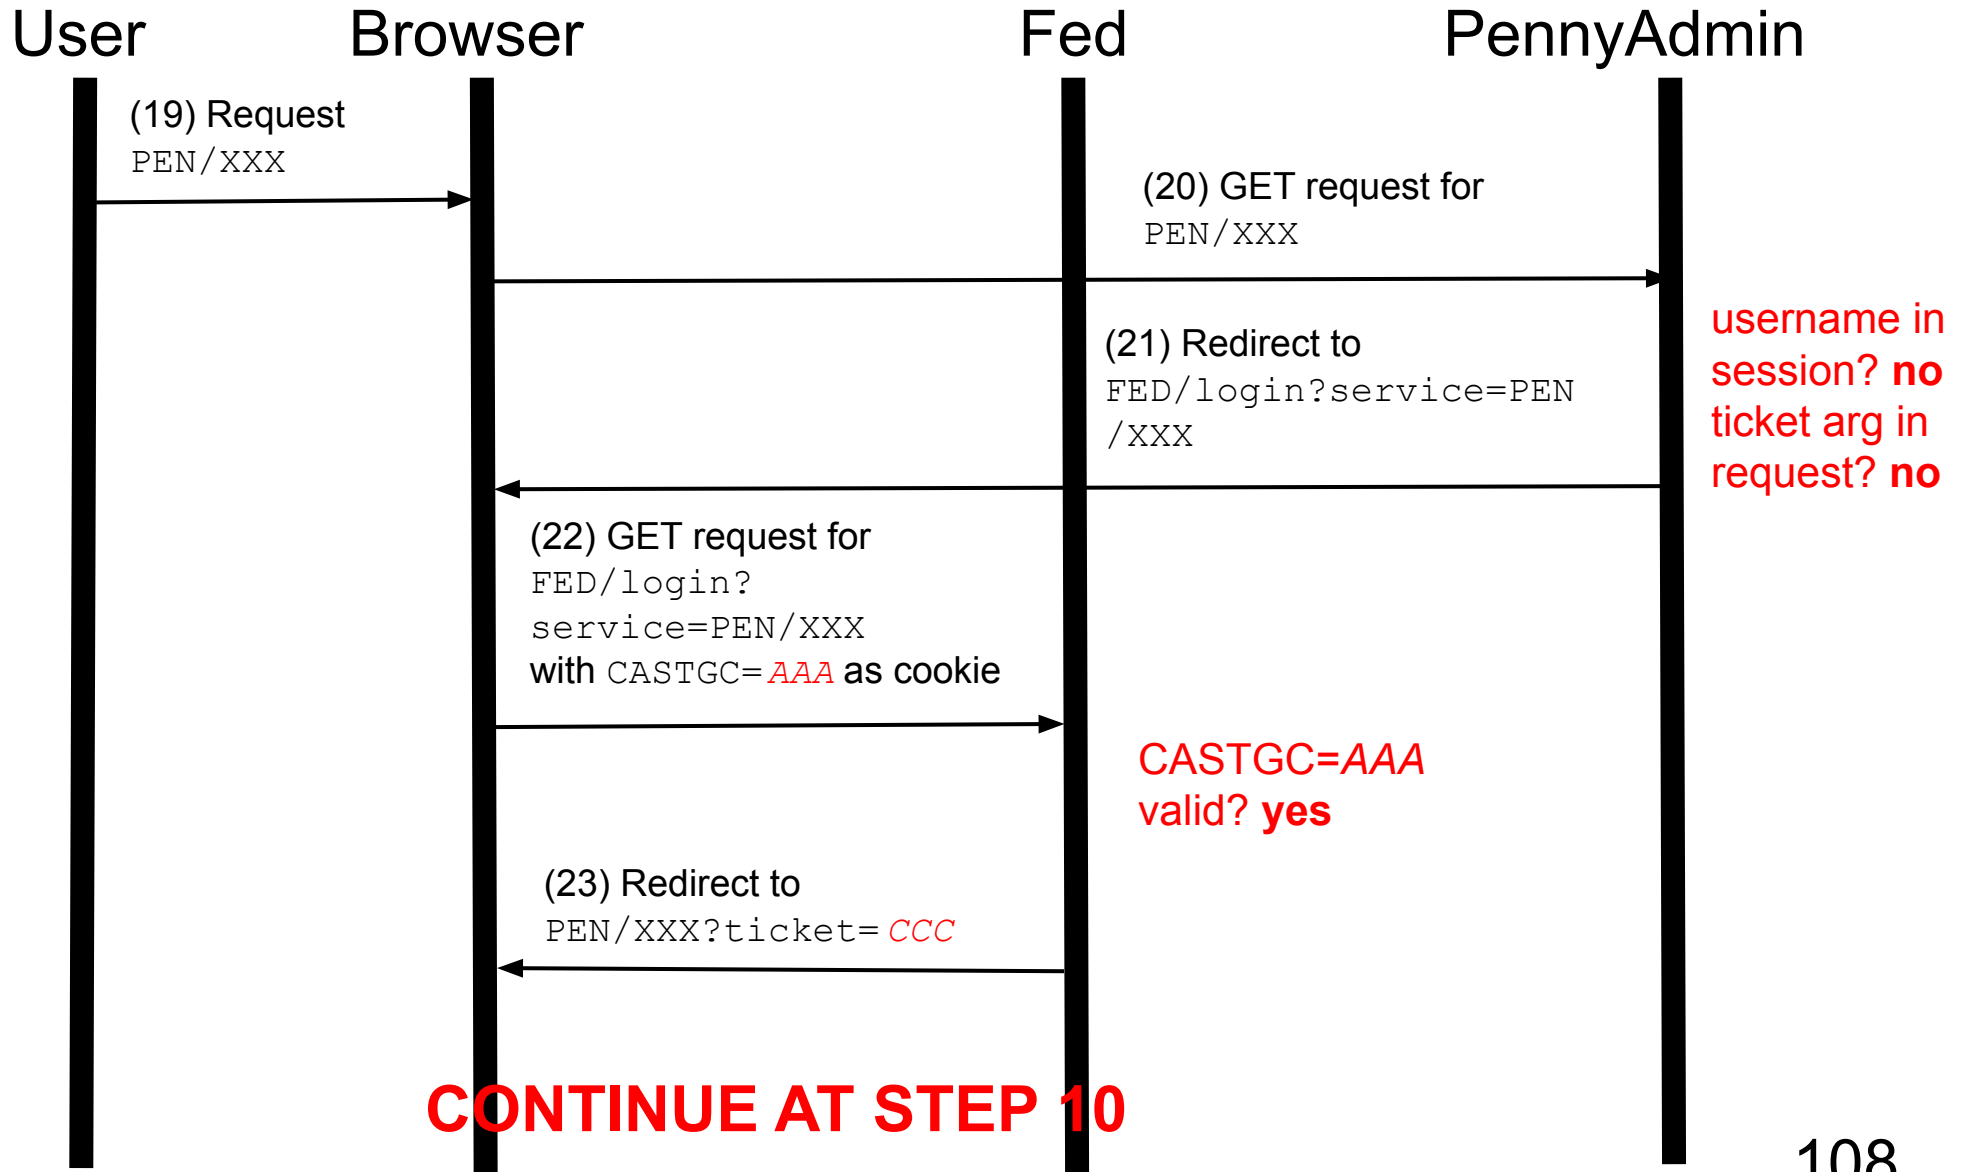 User Browser Fed PennyAdmin
(19) Request
PEN/XXX
(20) GET request for
PEN/XXX
(21) Redirect to
FED/login?service=PEN
/XXX
username in
session? no
ticket arg in
request? no
(22) GET request for
FED/login?
service=PEN/XXX
with CASTGC=AAA as cookie
CASTGC=AAA
valid? yes
(23) Redirect to
PEN/XXX?ticket=CCC
CONTINUE AT STEP 10
108